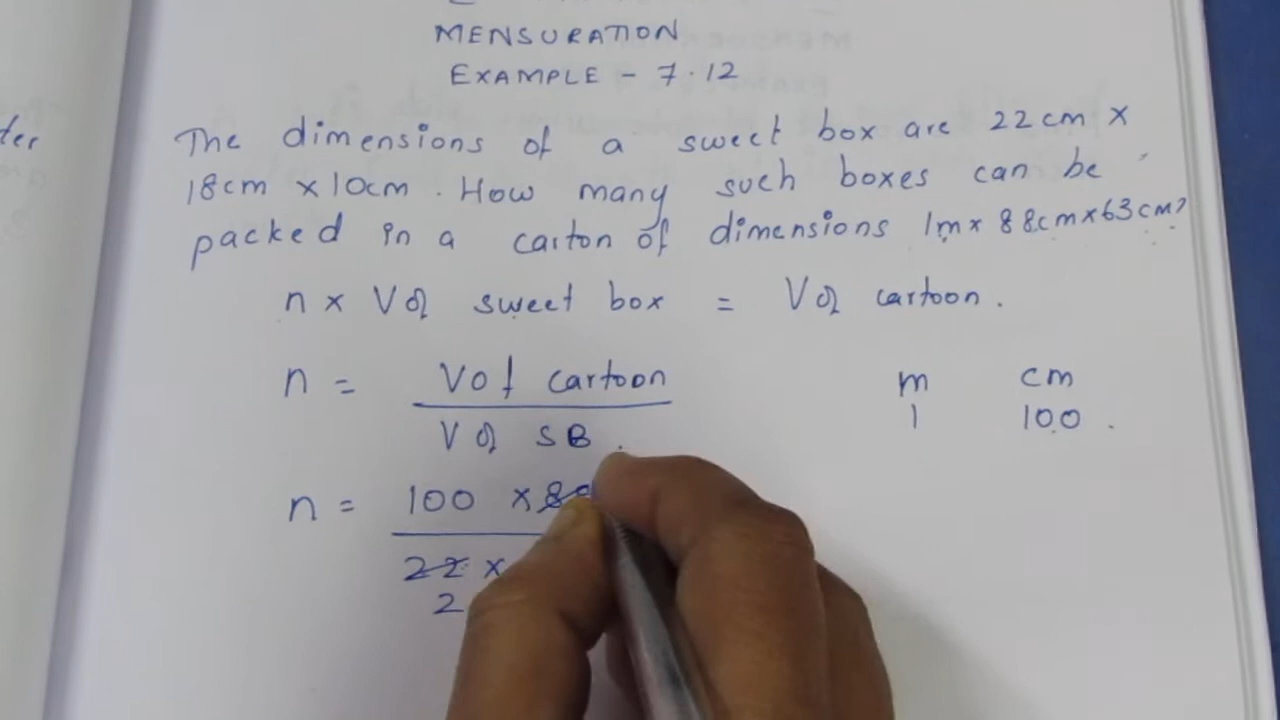 MENSURATION
EXAMPLE - 7.12
The dimensions of a sweet box are 22cm x
18cm x 10cm. How many such boxes can be
packed in a carton of dimensions 1m x 88cm x 63cm?
n x V of sweet box = V of cartoon.
n = V of cartoon
V of SB.
m cm
1 100.
n = 100 x 88
22 x
2